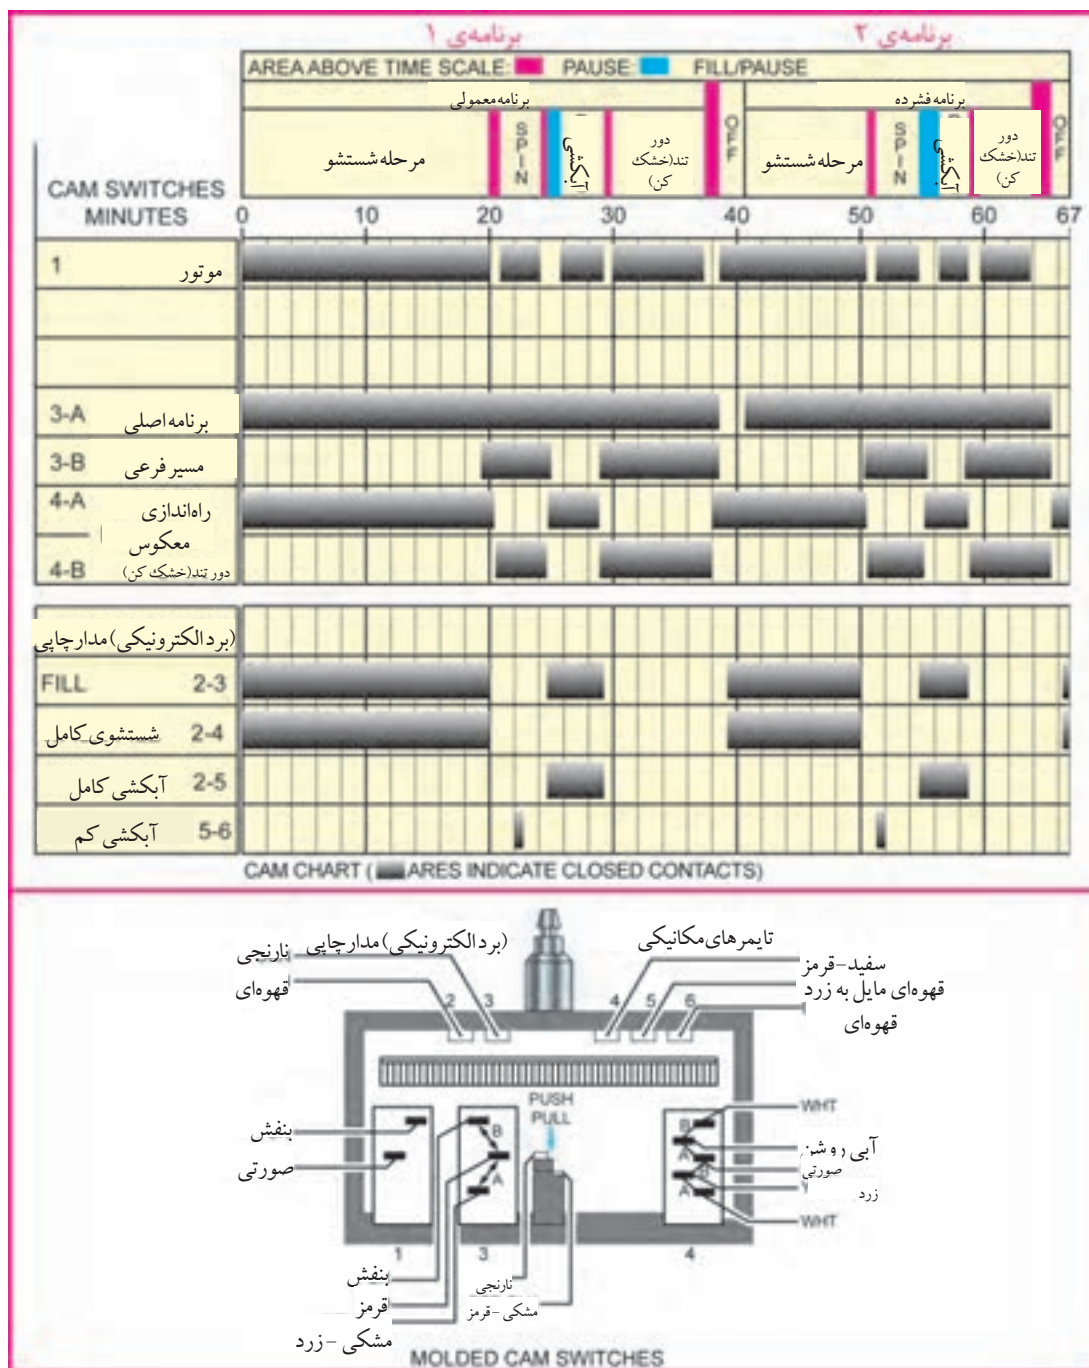 برنامه‌ی ۱
برنامه‌ی ۲
AREA ABOVE TIME SCALE: PAUSE FILL/PAUSE
برنامه معمولی
برنامه فشرده
مرحله شستشو
SPIN
آبکشی
دور تند(خشک کن)
OFF
مرحله شستشو
SPIN
آبکشی
دور تند(خشک کن)
OFF
CAM SWITCHES
MINUTES
0 10 20 30 40 50 60 67
1 موتور
3-A برنامه اصلی
3-B مسیر فرعی
4-A راه‌اندازی
معکوس
4-B دور تند(خشک کن)
(برد الکترونیکی) مدار چاپی
FILL 2-3
شستشوی کامل 2-4
آبکشی کامل 2-5
آبکشی کم 5-6
CAM CHART ( ARES INDICATE CLOSED CONTACTS)
(برد الکترونیکی) مدار چاپی
نارنجی
قهوه‌ای
تایمرهای مکانیکی
سفید-قرمز
قهوه‌ای مایل به زرد
قهوه‌ای
2 3 4 5 6
PUSH
PULL
بنفش
صورتی
B
A
B
A
B
A
WHT
آبی روشن
صورتی
زرد
WHT
1 3 4
بنفش
قرمز
مشکی - زرد
نارنجی
مشکی - قرمز
MOLDED CAM SWITCHES